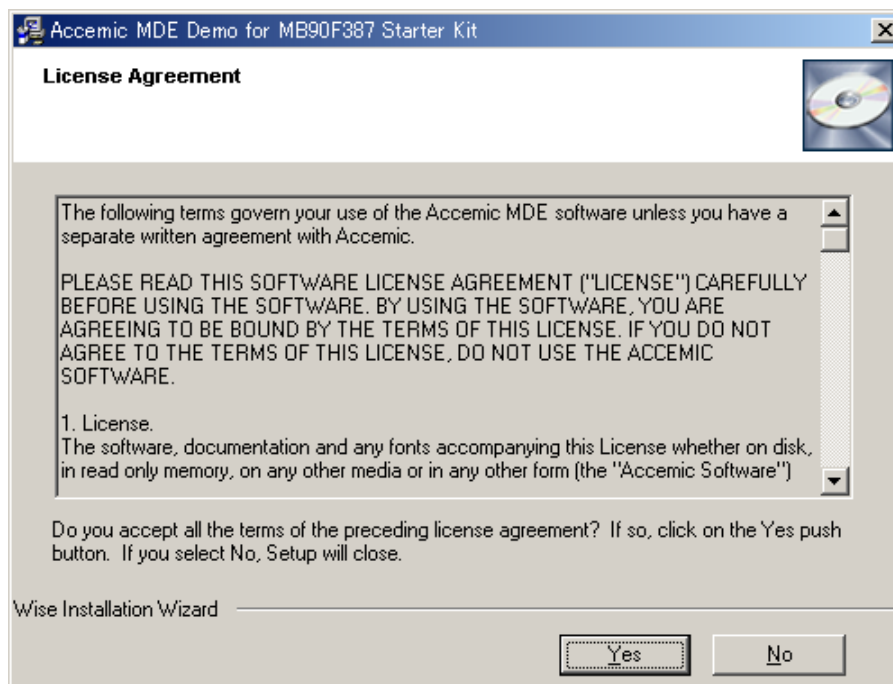 Accemic MDE Demo for MB90F387 Starter Kit
License Agreement
The following terms govern your use of the Accemic MDE software unless you have a
separate written agreement with Accemic.
PLEASE READ THIS SOFTWARE LICENSE AGREEMENT ("LICENSE") CAREFULLY
BEFORE USING THE SOFTWARE. BY USING THE SOFTWARE, YOU ARE
AGREEING TO BE BOUND BY THE TERMS OF THIS LICENSE. IF YOU DO NOT
AGREE TO THE TERMS OF THIS LICENSE, DO NOT USE THE ACCEMIC
SOFTWARE.
1. License.
The software, documentation and any fonts accompanying this License whether on disk,
in read only memory, on any other media or in any other form (the "Accemic Software")
Do you accept all the terms of the preceding license agreement? If so, click on the Yes push
button. If you select No, Setup will close.
Wise Installation Wizard
Yes
No